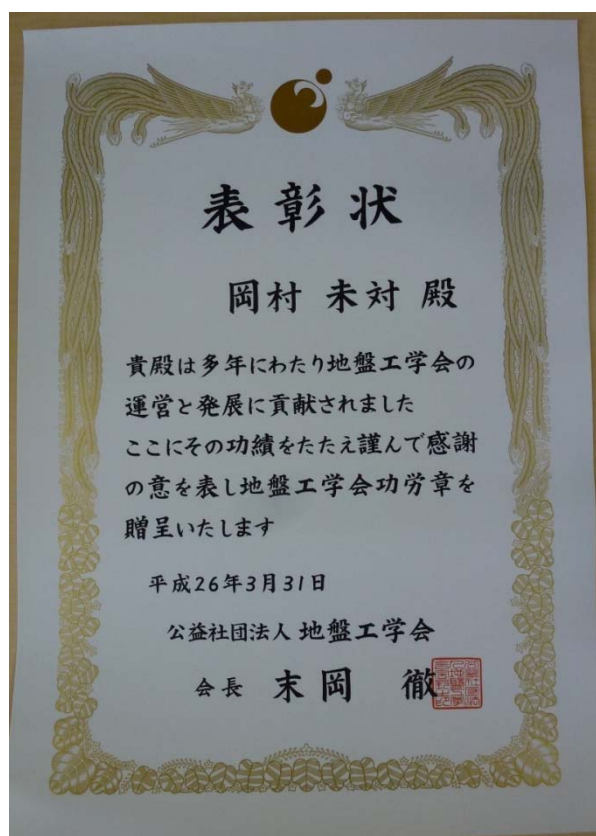 表彰状
岡村 未対 殿
貴殿は多年にわたり地盤工学会の
運営と発展に貢献されました
ここにその功績をたたえ謹んで感謝
の意を表し地盤工学会功労章を
贈呈いたします
平成26年3月31日
公益社団法人 地盤工学会
会長 末岡 徹